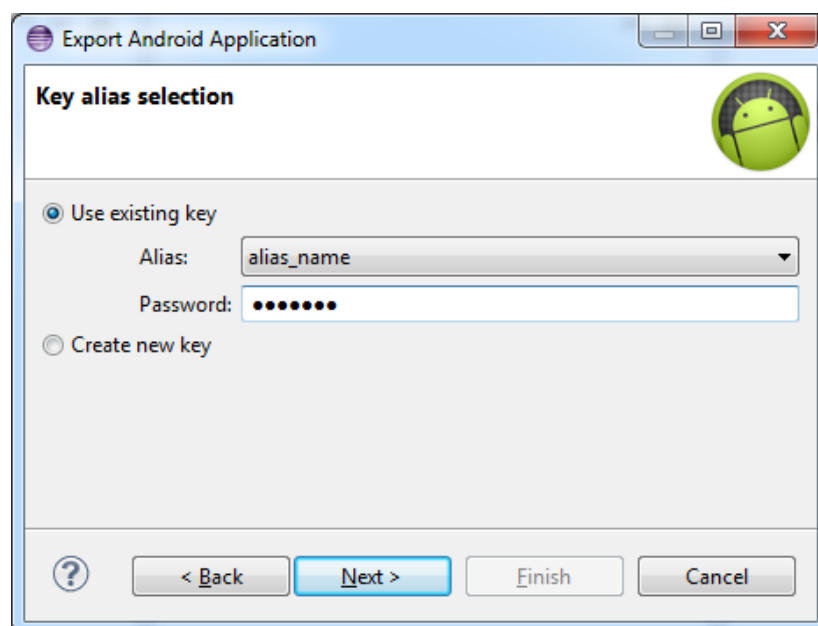 Export Android Application
Key alias selection
Use existing key
Alias: alias_name
Password: ●●●●●●●
Create new key
? < Back Next > Finish Cancel